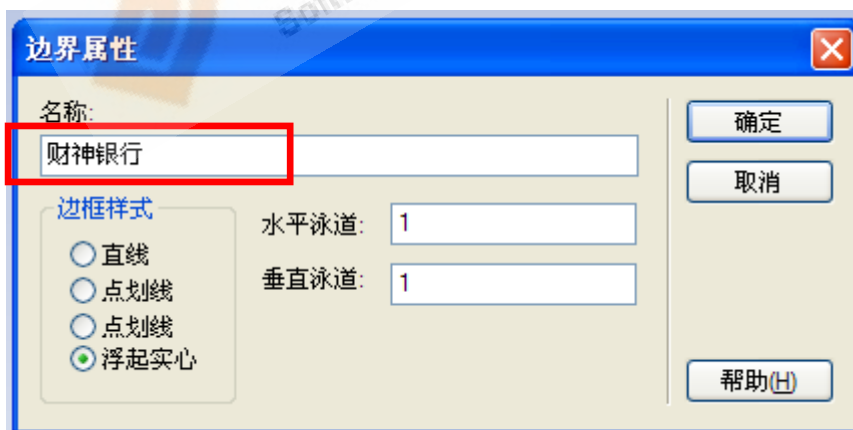 边界属性
名称:
财神银行
边框样式
直线
点划线
点划线
浮起实心
水平泳道: 1
垂直泳道: 1
确定
取消
帮助(H)